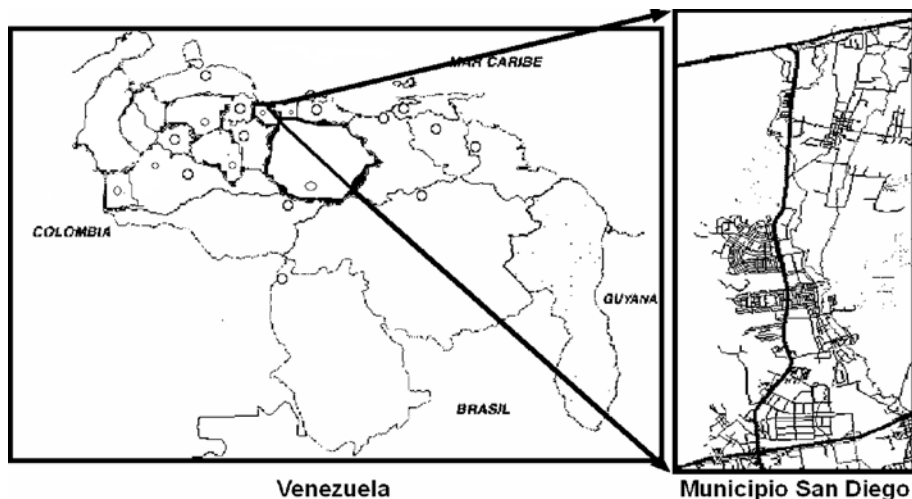 MAR CARIBE
COLOMBIA
GUYANA
BRASIL
Venezuela
Municipio San Diego